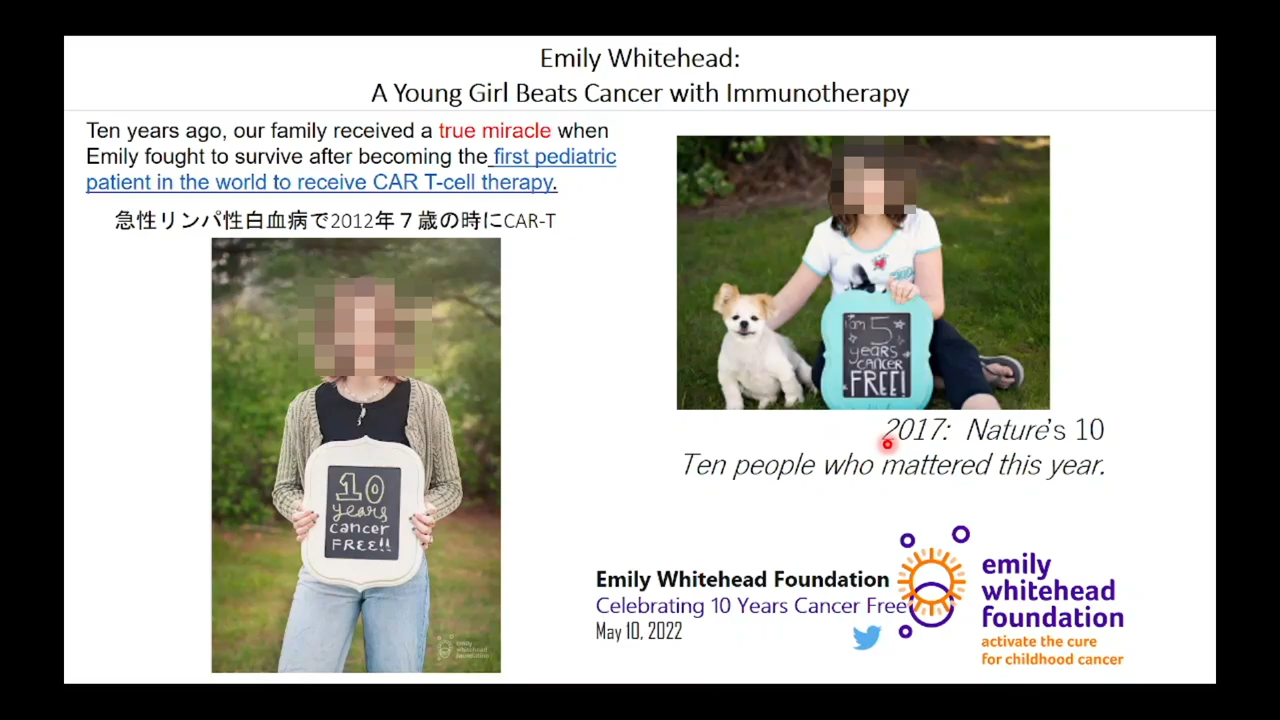 Emily Whitehead:
A Young Girl Beats Cancer with Immunotherapy
Ten years ago, our family received a true miracle when
Emily fought to survive after becoming the first pediatric
patient in the world to receive CAR T-cell therapy.
急性リンパ性白血病で2012年７歳の時にCAR-T
10
years
cancer
FREE!!
emily
whitehead
foundation
I am 5
years
cancer
FREE!
2017: Nature's 10
Ten people who mattered this year.
Emily Whitehead Foundation
Celebrating 10 Years Cancer Free
May 10, 2022
emily
whitehead
foundation
activate the cure
for childhood cancer